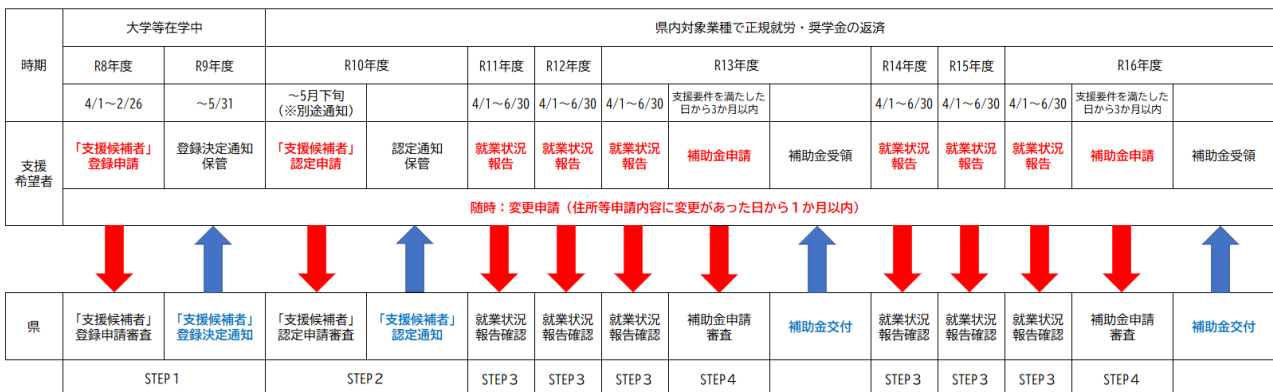 大学等在学中
県内対象業種で正規就労・奨学金の返済
時期
R8年度
R9年度
R10年度
R11年度
R12年度
R13年度
R14年度
R15年度
R16年度
4/1～2/26
～5/31
～5月下旬
（※別途通知）
4/1～6/30
4/1～6/30
4/1～6/30
支援要件を満たした
日から3か月以内
4/1～6/30
4/1～6/30
4/1～6/30
支援要件を満たした
日から3か月以内
支援
希望者
「支援候補者」
登録申請
登録決定通知
保管
「支援候補者」
認定申請
認定通知
保管
就業状況
報告
就業状況
報告
就業状況
報告
補助金申請
補助金受領
就業状況
報告
就業状況
報告
就業状況
報告
補助金申請
補助金受領
随時：変更申請（住所等申請内容に変更があった日から１か月以内）
県
「支援候補者」
登録申請審査
「支援候補者」
登録決定通知
「支援候補者」
認定申請審査
「支援候補者」
認定通知
就業状況
報告確認
就業状況
報告確認
就業状況
報告確認
補助金申請
審査
補助金交付
就業状況
報告確認
就業状況
報告確認
就業状況
報告確認
補助金申請
審査
補助金交付
STEP１
STEP２
STEP３
STEP３
STEP３
STEP４
STEP３
STEP３
STEP３
STEP４